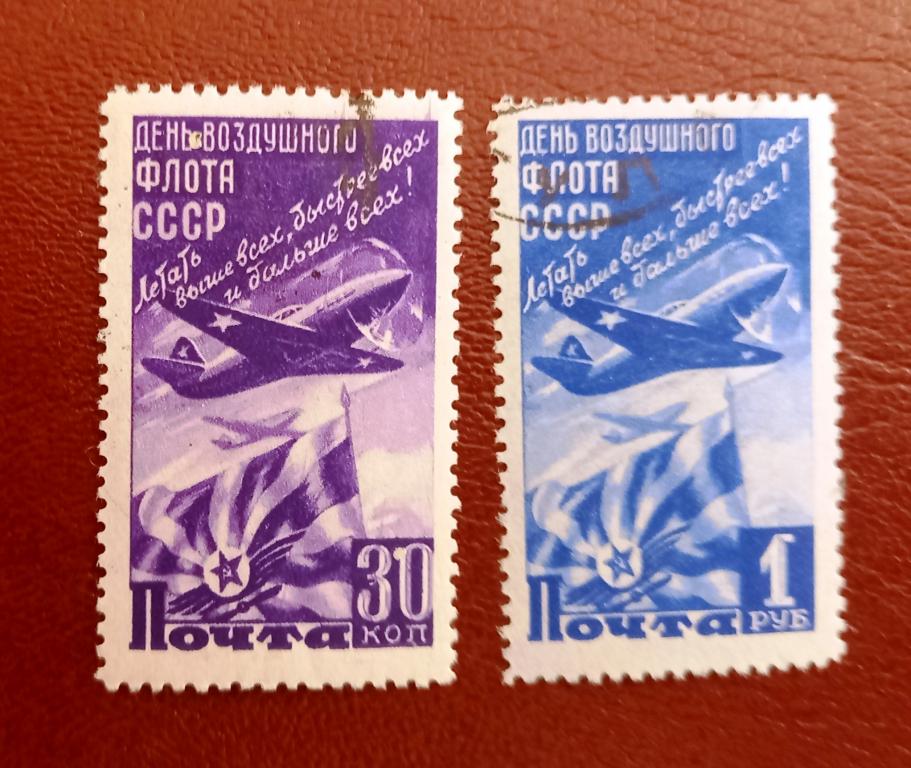 ДЕНЬ ВОЗДУШНОГО
ФЛОТА
СССР
Летать
выше всех, быстрее всех
и дальше всех!
30
Почта КОП
ДЕНЬ ВОЗДУШНОГО
ФЛОТА
СССР
Летать
выше всех, быстрее всех
и дальше всех!
1
Почта РУБ